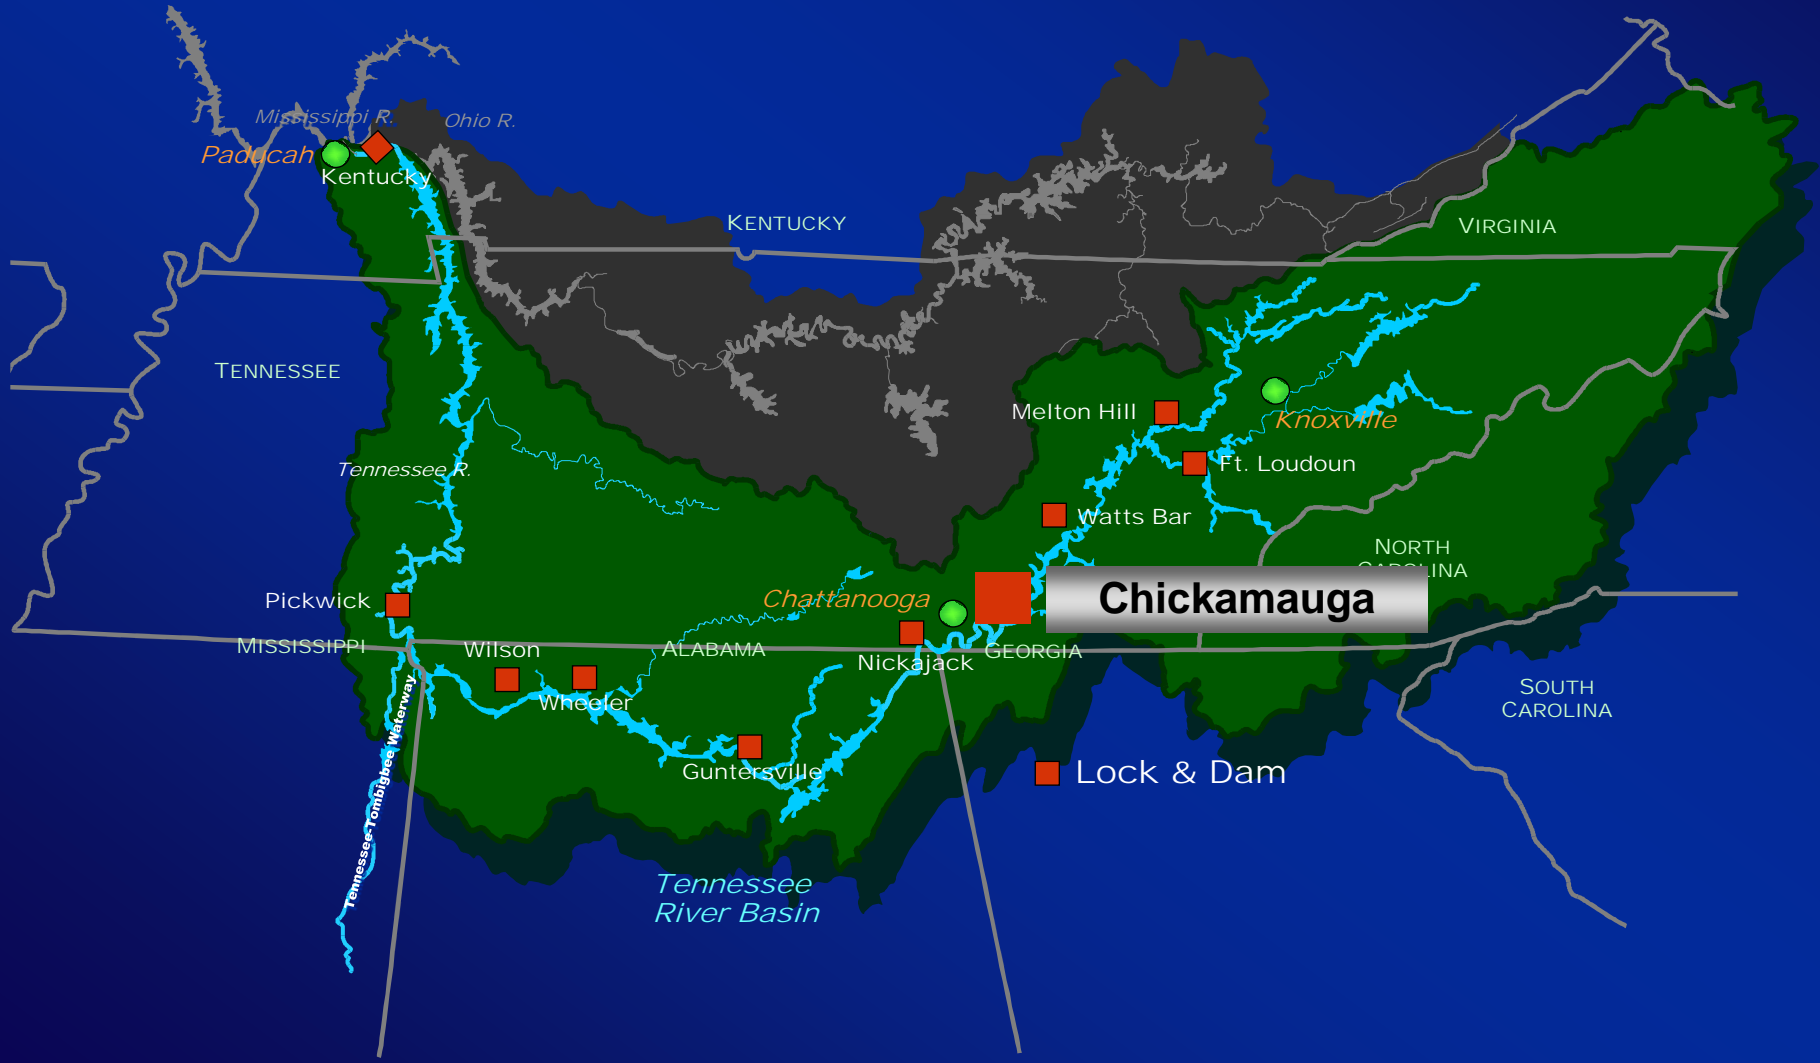 Mississippi R.
Ohio R.
Paducah
Kentucky
KENTUCKY
VIRGINIA
TENNESSEE
Melton Hill
Knoxville
Tennessee R.
Ft. Loudoun
Watts Bar
NORTH
CAROLINA
Pickwick
Chattanooga
Chickamauga
MISSISSIPPI
Wilson
ALABAMA
Nickajack
GEORGIA
Wheeler
SOUTH
CAROLINA
Tennessee-Tombigbee Waterway
Guntersville
Lock & Dam
Tennessee
River Basin